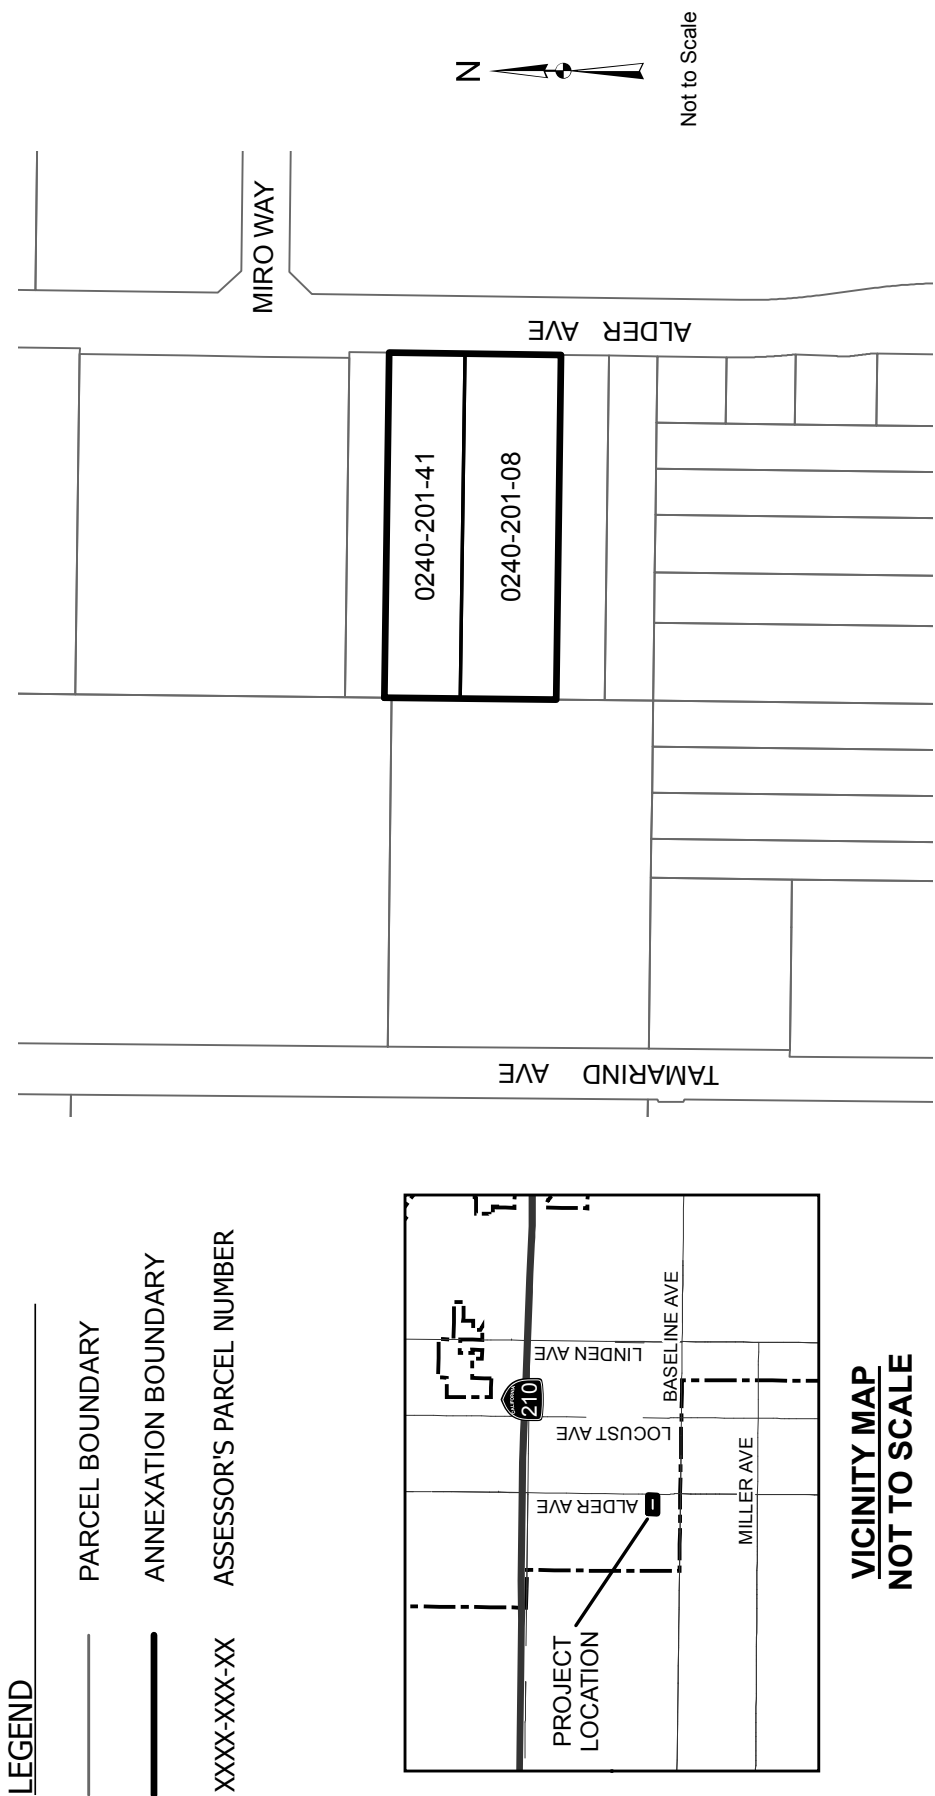 N
Not to Scale
MIRO WAY
ALDER AVE
0240-201-41
0240-201-08
TAMARIND AVE
LEGEND
PARCEL BOUNDARY
ANNEXATION BOUNDARY
XXXX-XXX-XX ASSESSOR'S PARCEL NUMBER
CALIFORNIA
210
LINDEN AVE
LOCUST AVE
ALDER AVE
BASELINE AVE
MILLER AVE
PROJECT
LOCATION
VICINITY MAP
NOT TO SCALE